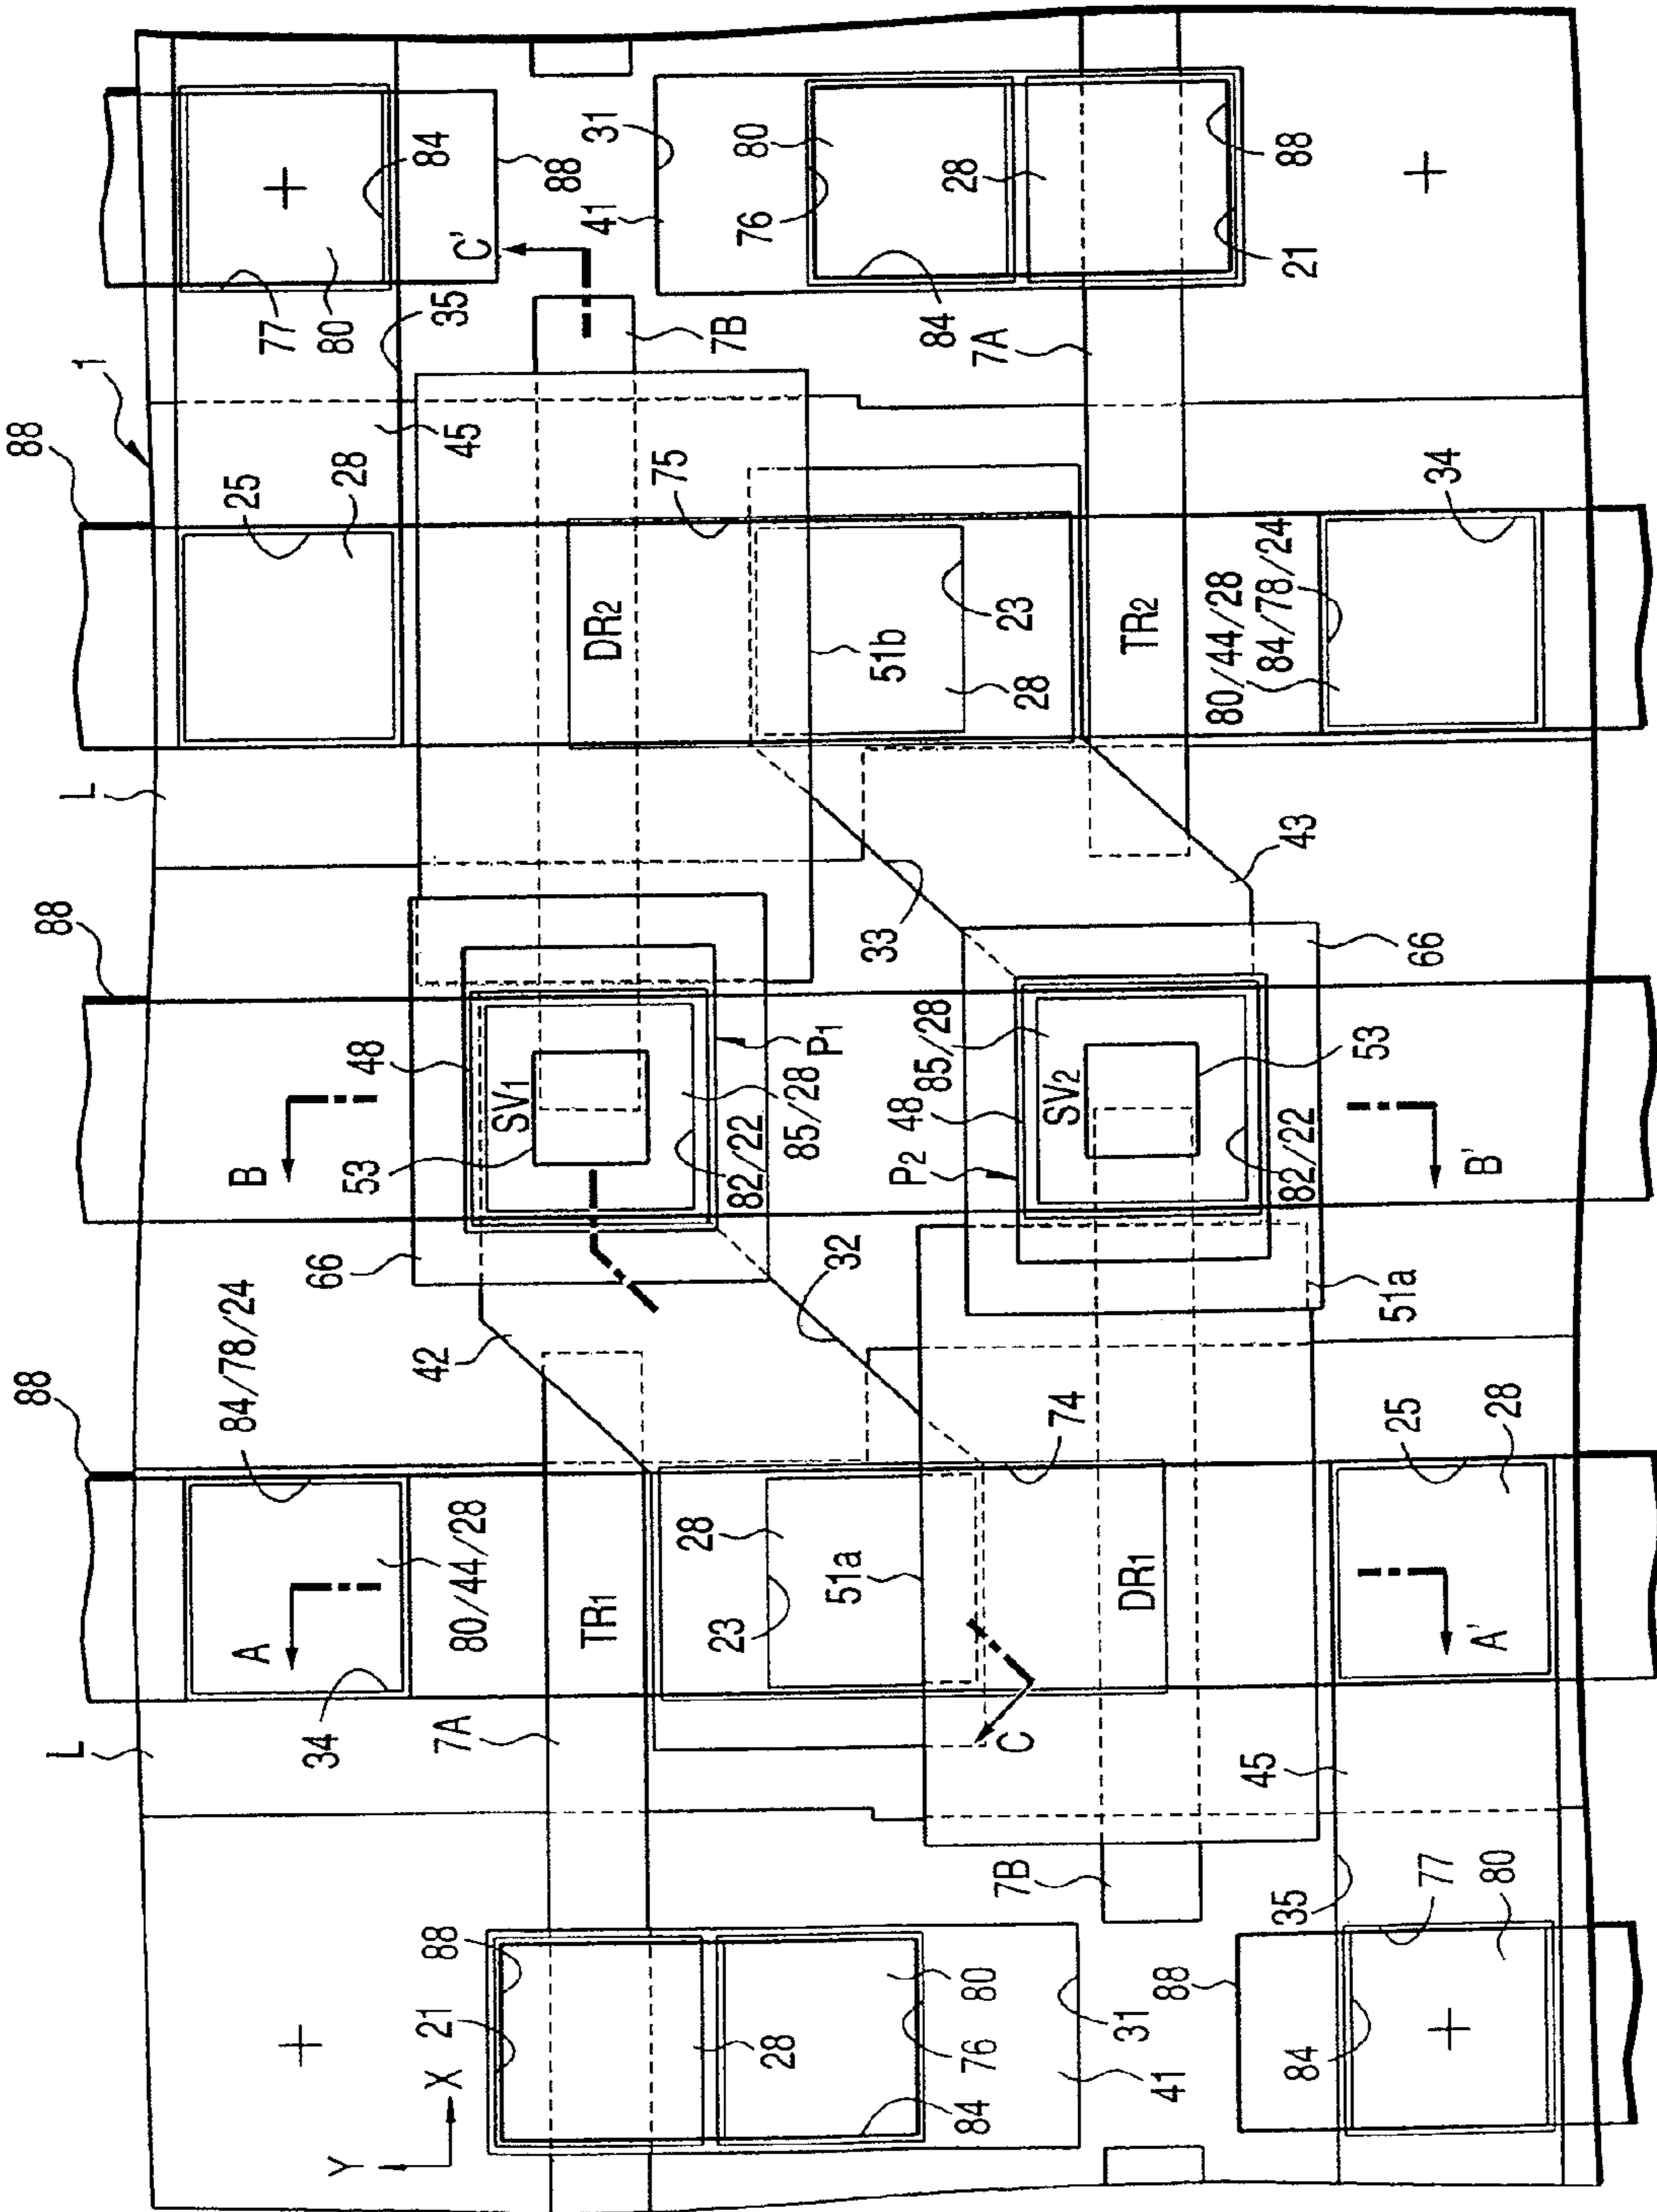 88
88
88
L
L
1
A
84/78/24
B
25
34
66
48
28
77
Y
42
53
80
X
21
88
7A
80/44/28
SV1
45
35
C'
84
88
TR1
DR2
75
41
31
28
23
28
82/22
85/28
P1
7B
76
80
84
51a
32
51b
28
33
84
28
76
80
C
P2
48
85/28
23
7A
7B
74
SV2
TR2
31
41
DR1
82/22
53
43
80/44/28
84/78/24
21
88
88
45
51a
66
34
35
84
77
A'
25
B'
80
28